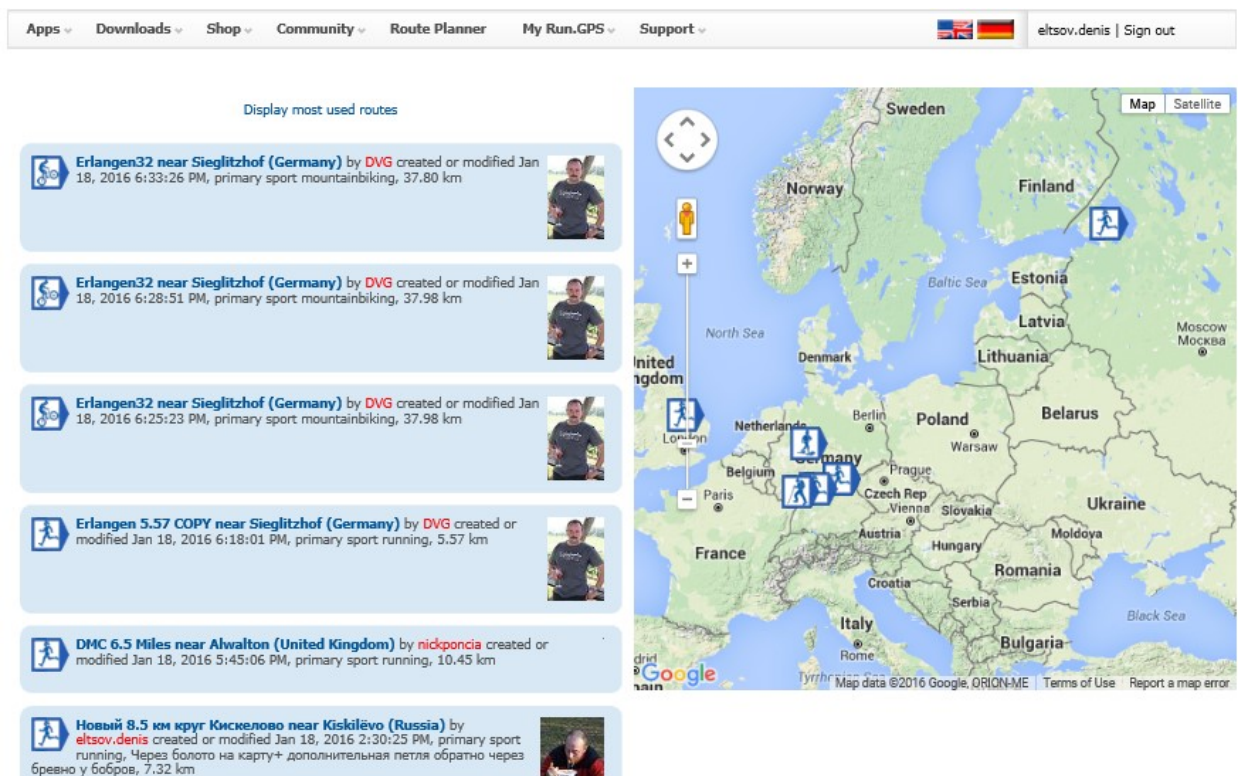 Apps Downloads Shop Community Route Planner My Run.GPS Support eltsov.denis | Sign out
Display most used routes
Erlangen32 near Sieglitzhof (Germany) by DVG created or modified Jan
18, 2016 6:33:26 PM, primary sport mountainbiking, 37.80 km
Erlangen32 near Sieglitzhof (Germany) by DVG created or modified Jan
18, 2016 6:28:51 PM, primary sport mountainbiking, 37.98 km
Erlangen32 near Sieglitzhof (Germany) by DVG created or modified Jan
18, 2016 6:25:23 PM, primary sport mountainbiking, 37.98 km
Erlangen 5.57 COPY near Sieglitzhof (Germany) by DVG created or
modified Jan 18, 2016 6:18:01 PM, primary sport running, 5.57 km
DMC 6.5 Miles near Alwalton (United Kingdom) by nickponcia created or
modified Jan 18, 2016 5:45:06 PM, primary sport running, 10.45 km
Новый 8.5 км круг Кискелово near Kiskilëvo (Russia) by
eltsov.denis created or modified Jan 18, 2016 2:30:25 PM, primary sport
running, Через болото на карту+ дополнительная петля обратно через
бревно у бобров, 7.32 km
Map Satellite
Sweden
Norway
Finland
Baltic Sea
Estonia
Latvia
Moscow
Москва
North Sea
Denmark
Lithuania
nited
ngdom
Berlin
Poland
Belarus
Netherlands
London
Warsaw
Germany
Belgium
Prague
Paris
Czech Rep
Ukraine
Vienna
Slovakia
Austria
Moldova
Hungary
France
Romania
Croatia
Serbia
Black Sea
Italy
Bulgaria
Rome
drid
Google
Map data ©2016 Google, ORION-ME Terms of Use Report a map error